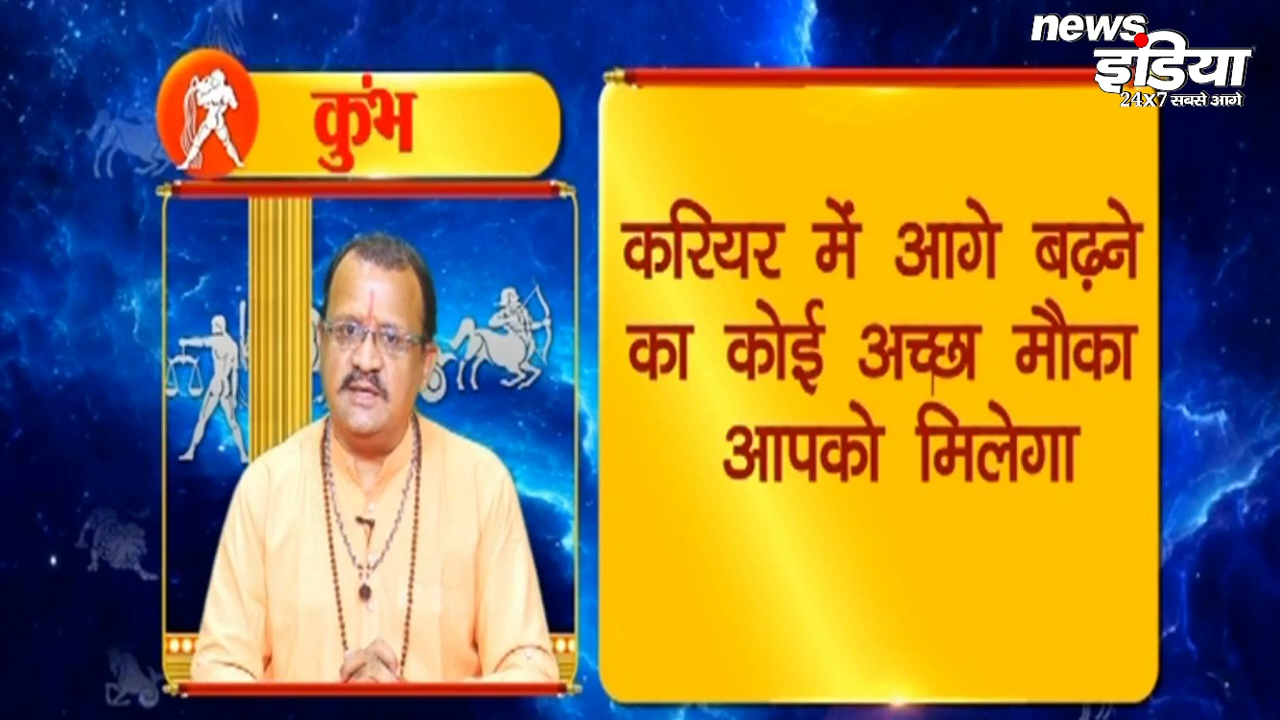 news
इंडिया
24x7 सबसे आगे
कुंभ
करियर में आगे बढ़ने
का कोई अच्छा मौका
आपको मिलेगा